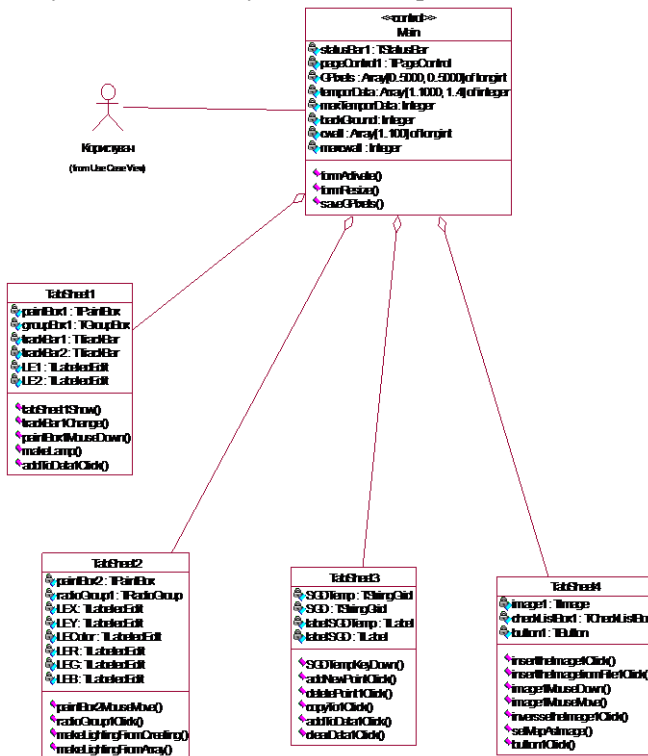 <<control>>
Main
statusBar1 : TStatusBar
pageControl1 : TPageControl
GPixels : Array[0..5000, 0..5000] of longint
temporData : Array[1..1000, 1..4] of integer
maxTemporData : Integer
backGround : Integer
cwall : Array[1..100] of longint
maxcwall : Integer
formActivate()
formResize()
saveGPixels()
Користувач
(from Use Case View)
TabSheet1
paintBox1 : TPaintBox
groupBox1 : TGroupBox
trackBar1 : TTrackBar
trackBar2 : TTrackBar
LE1 : TLabeledEdit
LE2 : TLabeledEdit
tabSheet1Show()
trackBar1Change()
paintBox1MouseDown()
makeLamp()
addToData1Click()
TabSheet2
paintBox2 : TPaintBox
radioGroup1 : TRadioGroup
LEX : TLabeledEdit
LEY : TLabeledEdit
LEColor : TLabeledEdit
LER : TLabeledEdit
LEG : TLabeledEdit
LEB : TLabeledEdit
paintBox2MouseMove()
radioGroup1Click()
makeLightingFromCreating()
makeLightingFromArray()
TabSheet3
SGDTemp : TStringGrid
SGD : TStringGrid
labelSGDTemp : TLabel
labelSGD : TLabel
SGDTempKeyDown()
addNewPoint1Click()
deletePoint1Click()
copyTo1Click()
addToData1Click()
clearData1Click()
TabSheet4
image1 : TImage
checkListBox1 : TCheckListBox
button1 : TButton
inserttheImage1Click()
inserttheImagefromFile1Click()
image1MouseDown()
image1MouseMove()
inverssetheImage1Click()
setMapAsImage()
button1Click()